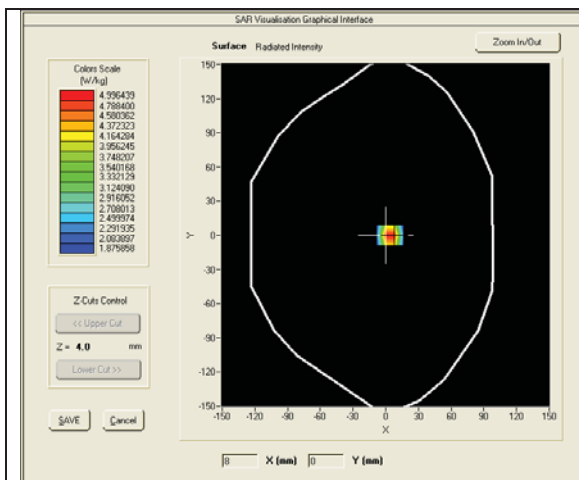 SAR Visualisation Graphical Interface
Surface Radiated Intensity
Zoom In/Out
Colors Scale
(W/kg)
4.996439
4.788400
4.580362
4.372323
4.164284
3.956245
3.748207
3.540168
3.332129
3.124090
2.916052
2.708013
2.499974
2.291935
2.083897
1.875858
Z-Cuts Control
<< Upper Cut
Z = 4.0 mm
Lower Cut >>
SAVE Cancel
150
120
90
60
30
0
-30
-60
-90
-120
-150
Y
-150 -120 -90 -60 -30 0 30 60 90 120 150
X
8 X (mm) 0 Y (mm)